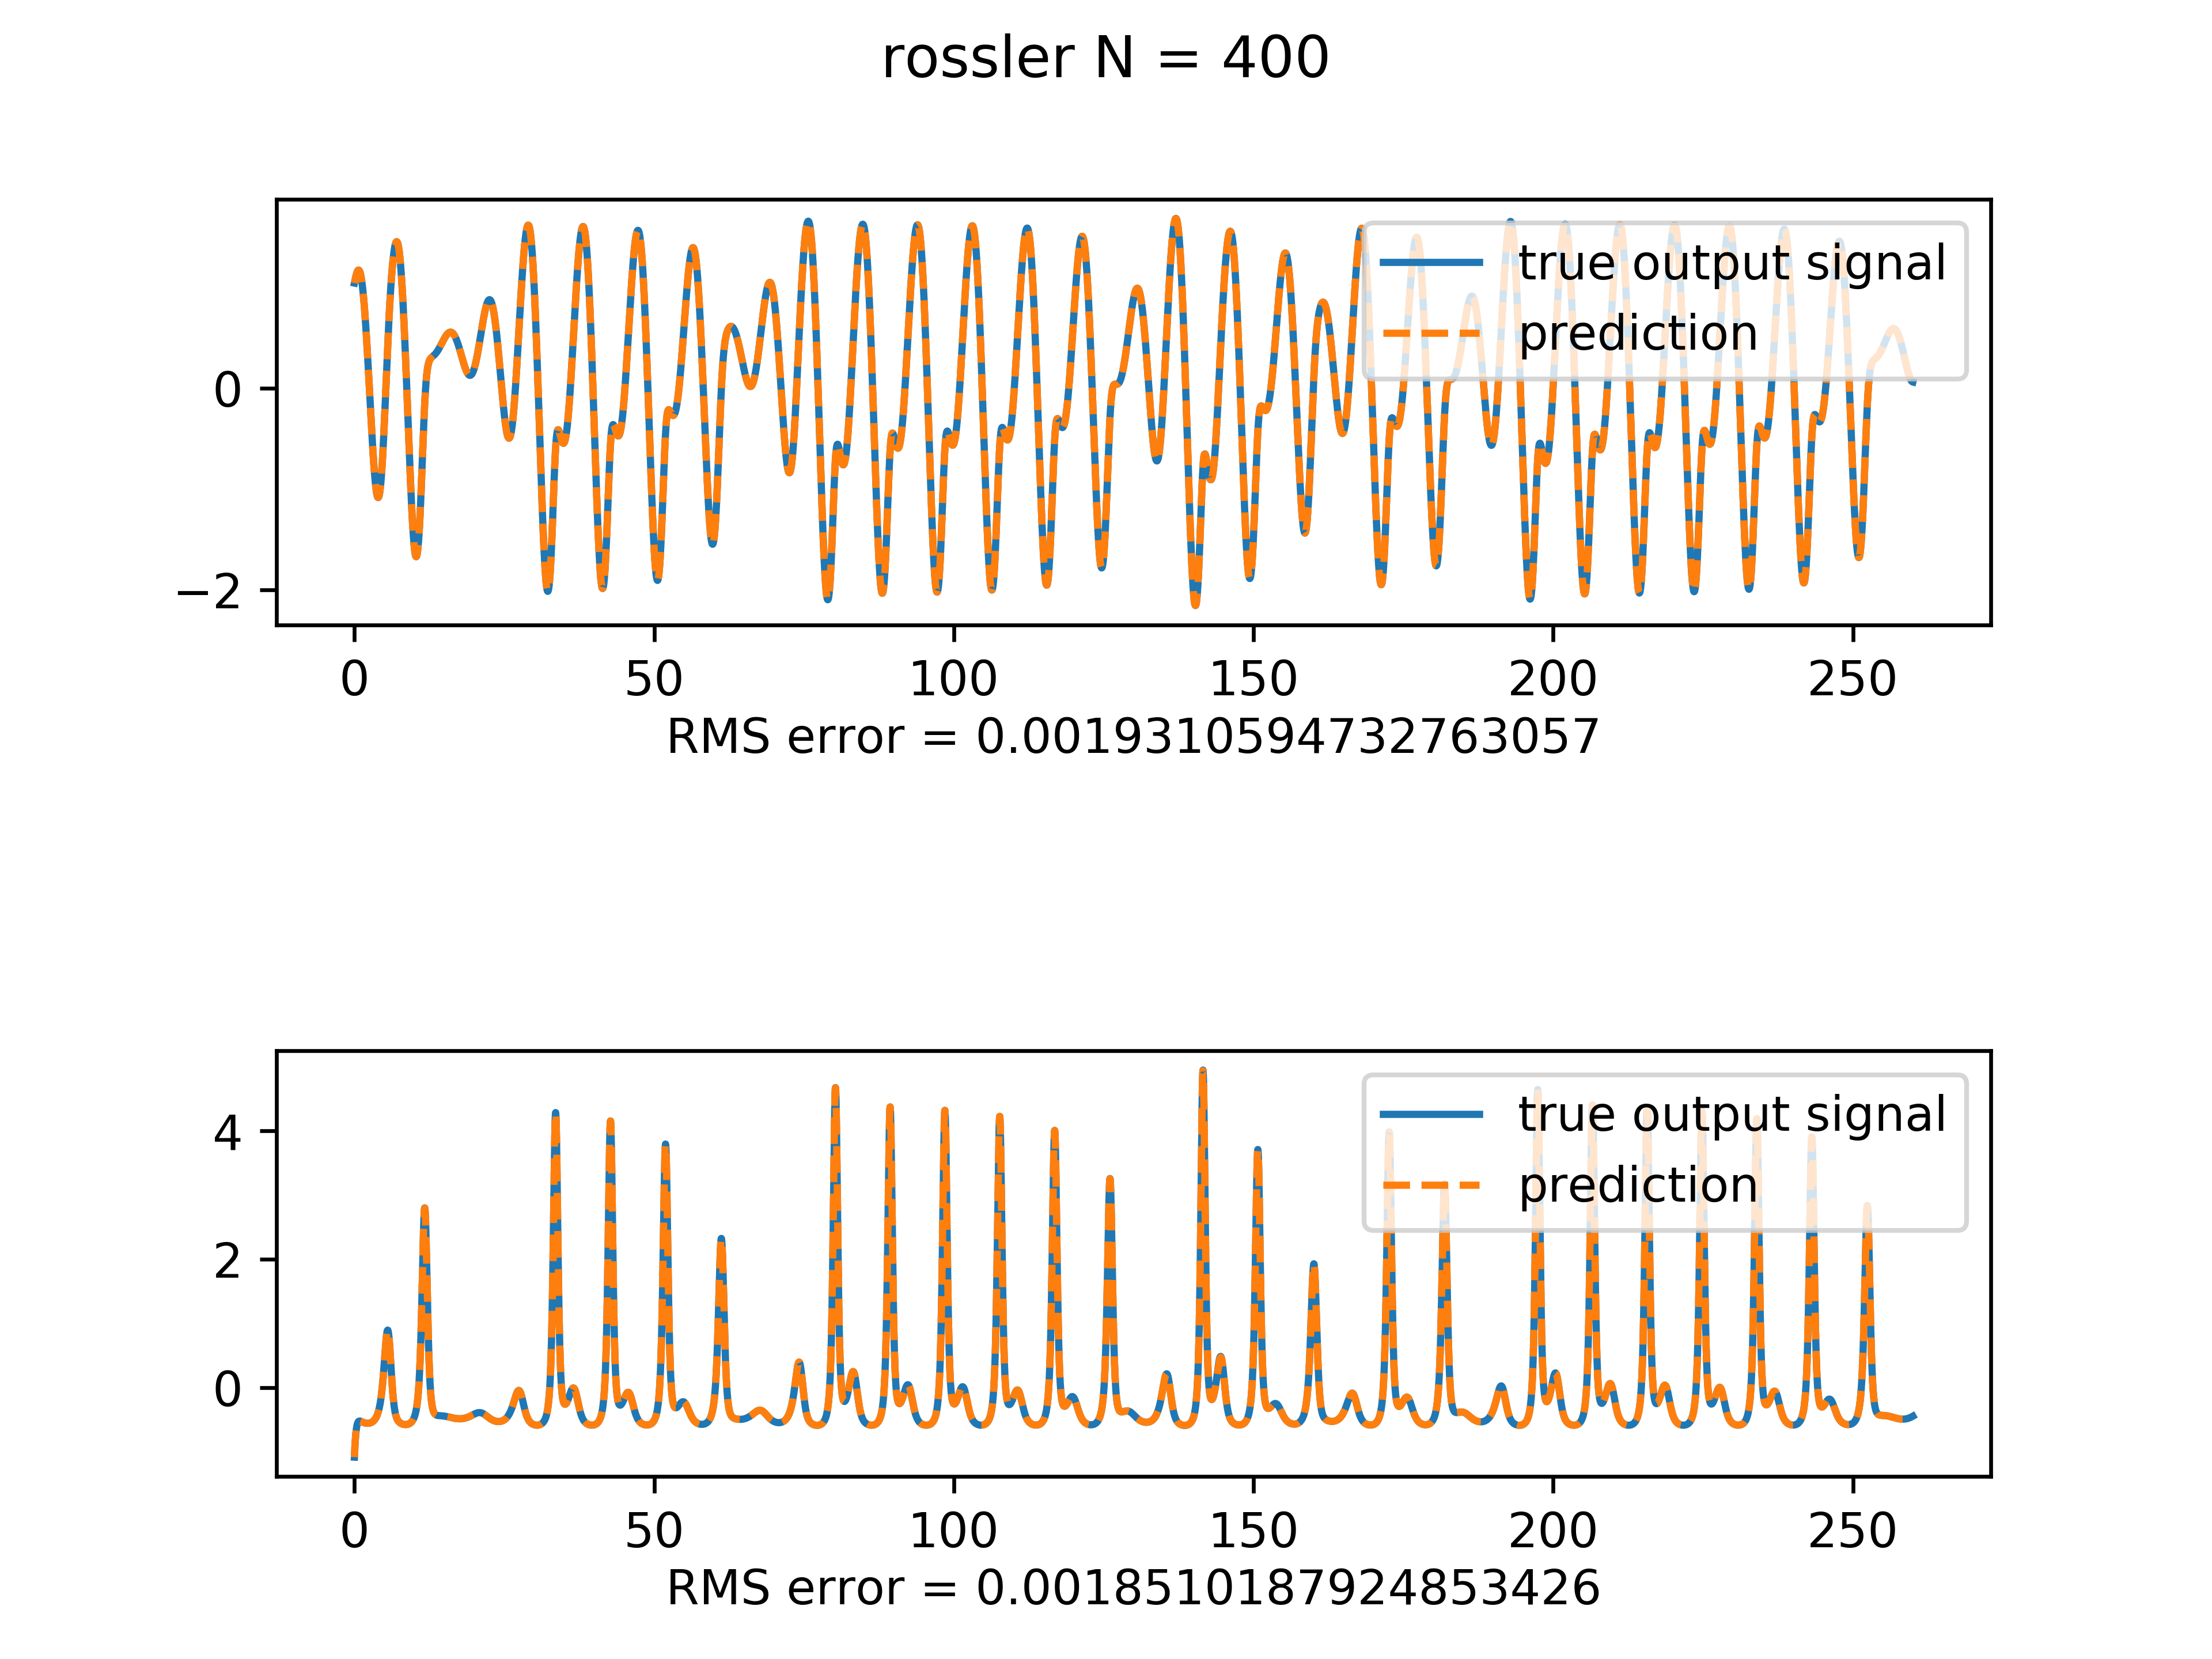 rossler N = 400
true output signal
prediction
0
−2
0 50 100 150 200 250
RMS error = 0.0019310594732763057
true output signal
prediction
4
2
0
0 50 100 150 200 250
RMS error = 0.0018510187924853426